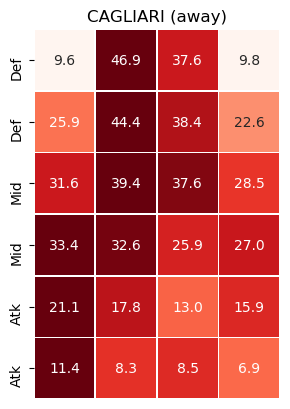 CAGLIARI (away)
Def 9.6 46.9 37.6 9.8
Def 25.9 44.4 38.4 22.6
Mid 31.6 39.4 37.6 28.5
Mid 33.4 32.6 25.9 27.0
Atk 21.1 17.8 13.0 15.9
Atk 11.4 8.3 8.5 6.9